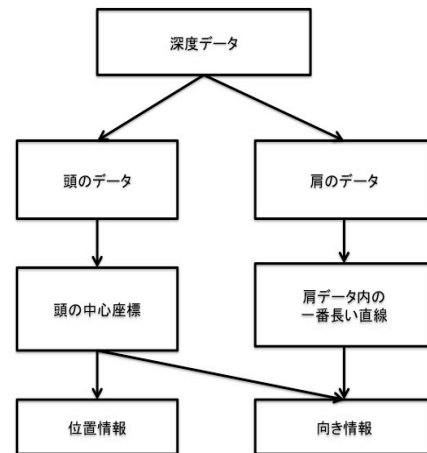 深度データ
頭のデータ
肩のデータ
頭の中心座標
肩データ内の
一番長い直線
位置情報
向き情報